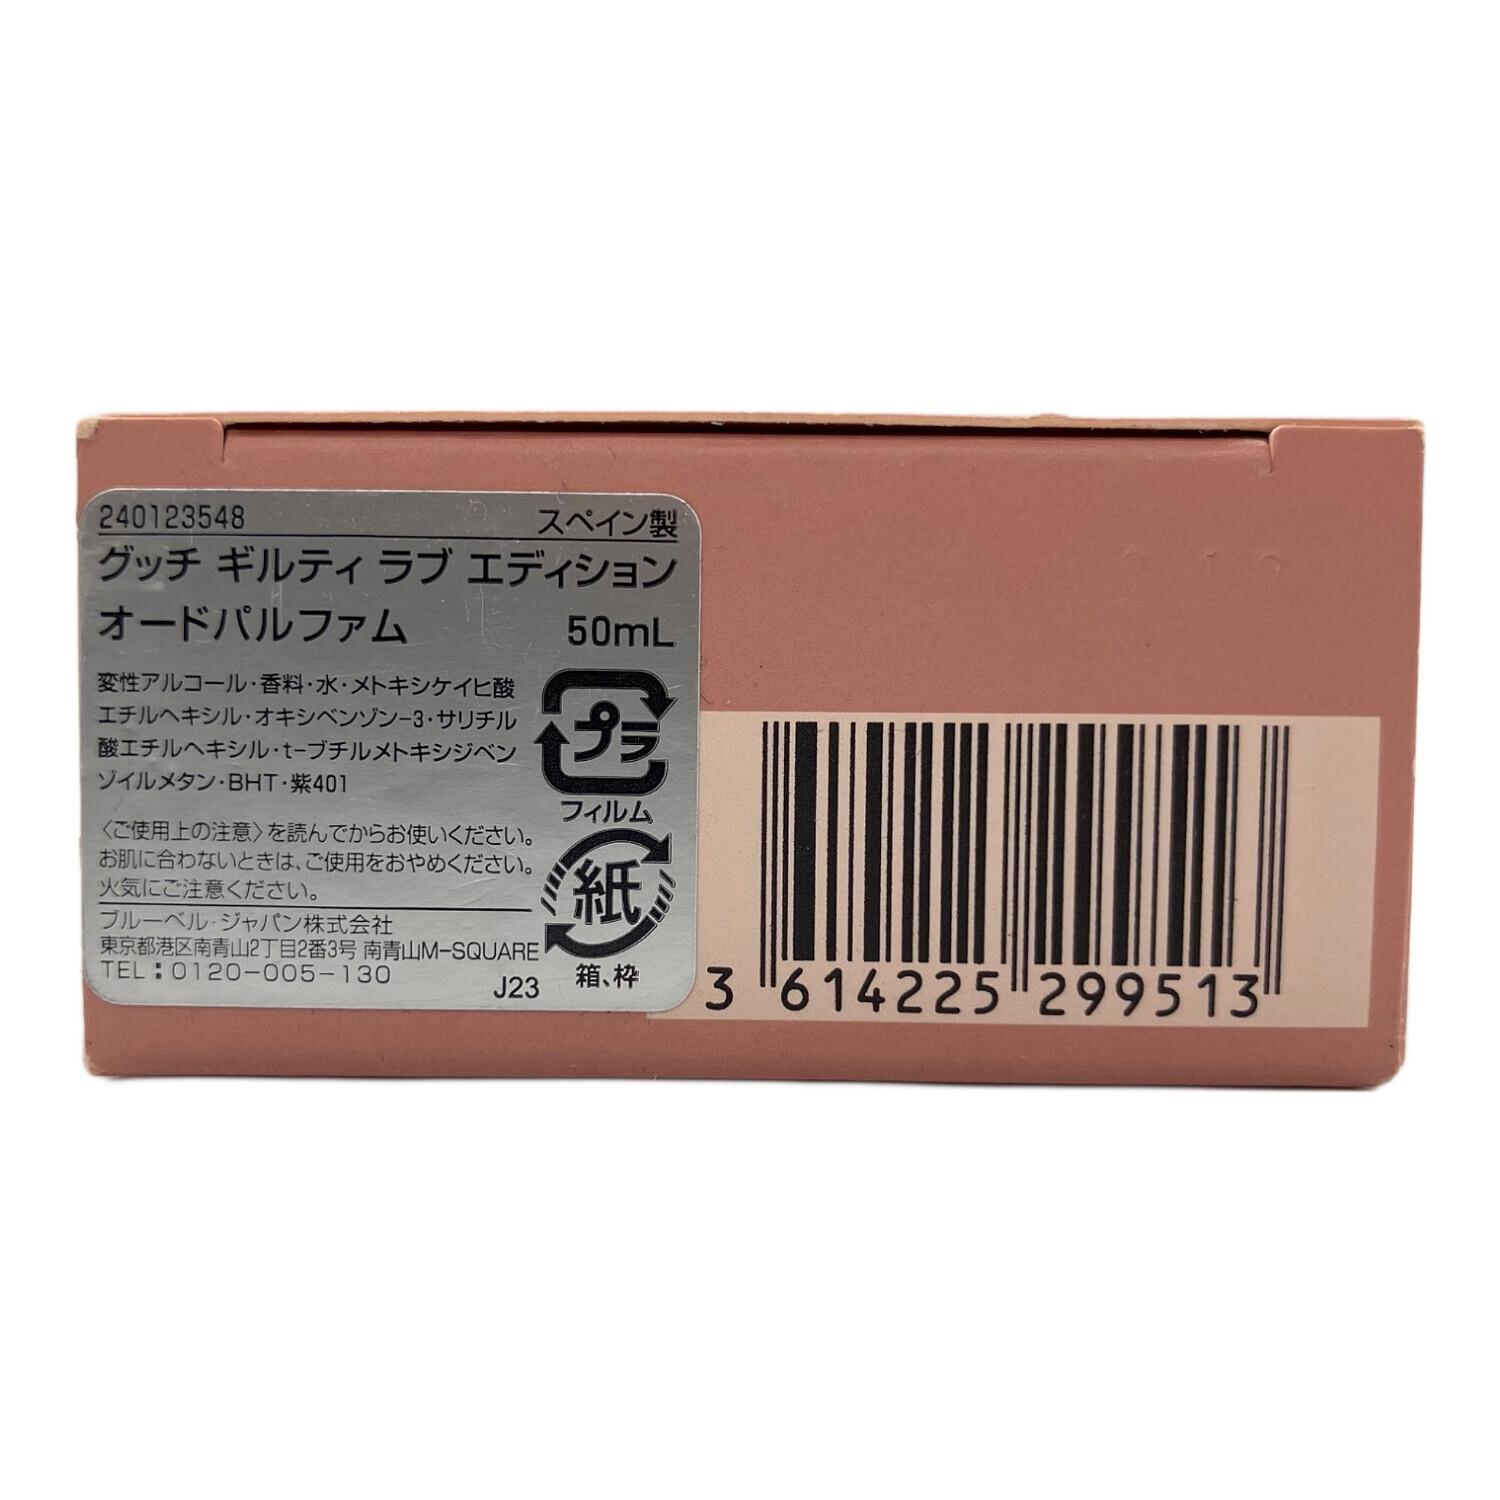 240123548 スペイン製
グッチ ギルティ ラブ エディション
オードパルファム 50mL
変性アルコール・香料・水・メトキシケイヒ酸
エチルヘキシル・オキシベンゾン-3・サリチル
酸エチルヘキシル・t-ブチルメトキシジベン
ゾイルメタン・BHT・紫401
プラ
フィルム
〈ご使用上の注意〉を読んでからお使いください。
お肌に合わないときは、ご使用をおやめください。
火気にご注意ください。
紙
箱、枠
ブルーベル・ジャパン株式会社
東京都港区南青山2丁目2番3号 南青山M-SQUARE
TEL:0120-005-130 J23
3 614225 299513